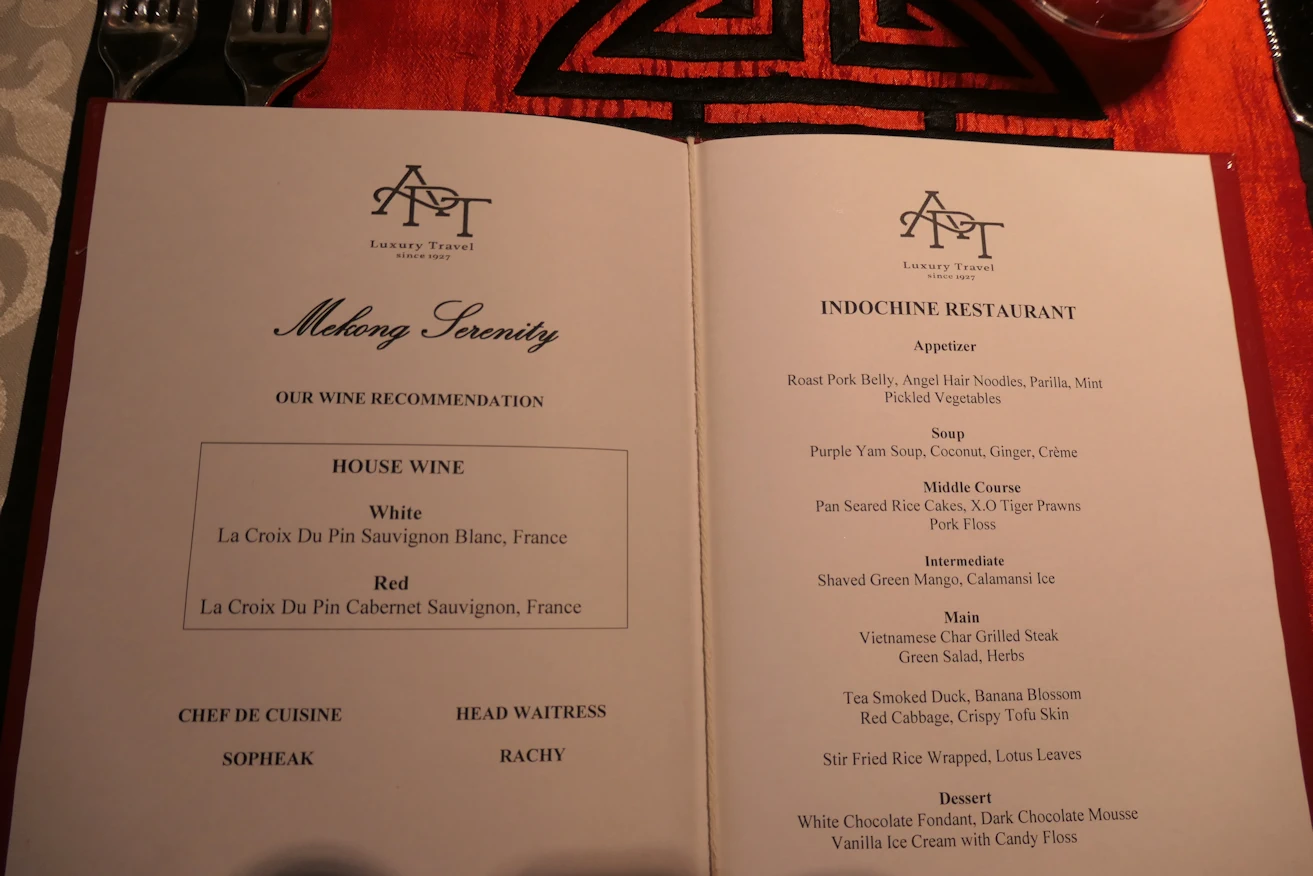 APT
Luxury Travel
since 1927
Mekong Serenity
OUR WINE RECOMMENDATION
HOUSE WINE
White
La Croix Du Pin Sauvignon Blanc, France
Red
La Croix Du Pin Cabernet Sauvignon, France
CHEF DE CUISINE
SOPHEAK
HEAD WAITRESS
RACHY
APT
Luxury Travel
since 1927
INDOCHINE RESTAURANT
Appetizer
Roast Pork Belly, Angel Hair Noodles, Parilla, Mint
Pickled Vegetables
Soup
Purple Yam Soup, Coconut, Ginger, Crème
Middle Course
Pan Seared Rice Cakes, X.O Tiger Prawns
Pork Floss
Intermediate
Shaved Green Mango, Calamansi Ice
Main
Vietnamese Char Grilled Steak
Green Salad, Herbs
Tea Smoked Duck, Banana Blossom
Red Cabbage, Crispy Tofu Skin
Stir Fried Rice Wrapped, Lotus Leaves
Dessert
White Chocolate Fondant, Dark Chocolate Mousse
Vanilla Ice Cream with Candy Floss